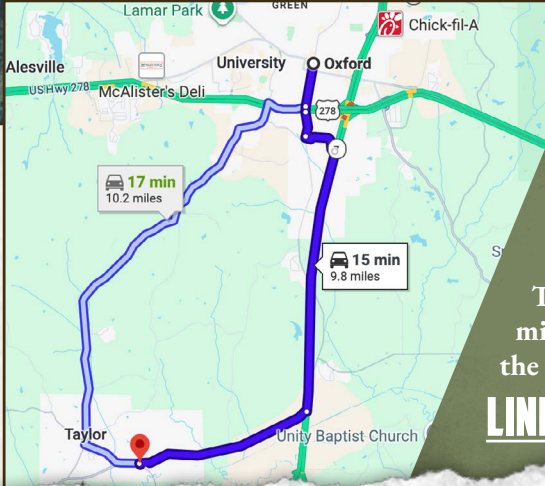 Lamar Park
GREEN
Chick-fil-A
Alesville
University
Oxford
US Hwy 278
McAlister's Deli
278
17 min
10.2 miles
15 min
9.8 miles
Taylor
Unity Baptist Church
the